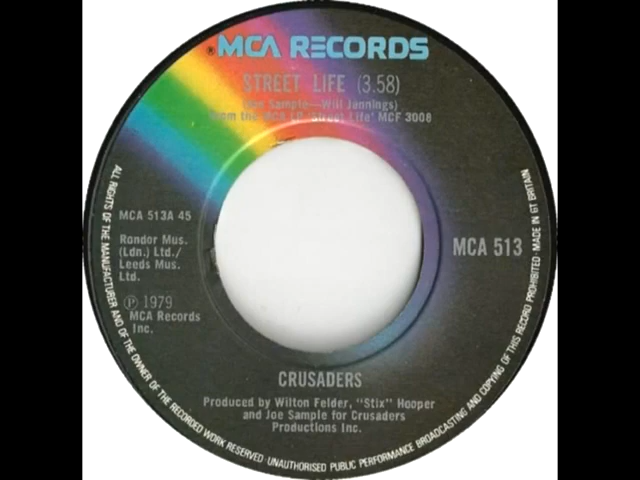 MCA RECORDS
STREET LIFE (3.58)
(Joe Sample—Will Jennings)
From the MCA LP 'Street Life' MCF 3008
MCA 513A 45
Rondor Mus.
(Ldn.) Ltd./
Leeds Mus.
Ltd.
℗ 1979
MCA Records
Inc.
MCA 513
CRUSADERS
Produced by Wilton Felder, "Stix" Hooper
and Joe Sample for Crusaders
Productions Inc.
ALL RIGHTS OF THE MANUFACTURER AND OF THE OWNER OF THE RECORDED WORK RESERVED · UNAUTHORISED PUBLIC PERFORMANCE BROADCASTING AND COPYING OF THIS RECORD PROHIBITED · MADE IN GT BRITAIN